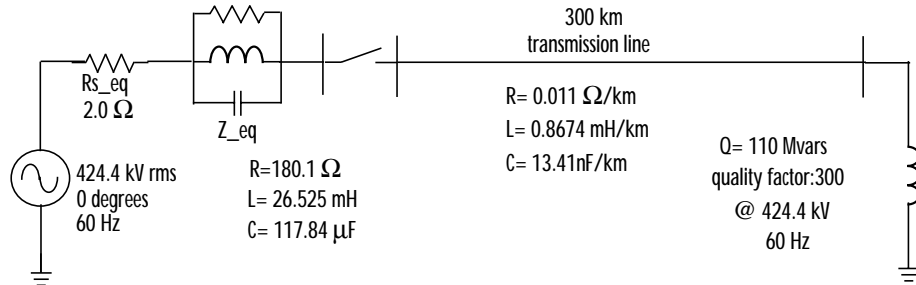 300 km
transmission line
Rs_eq
2.0 Ω
Z_eq
R= 0.011 Ω/km
L= 0.8674 mH/km
C= 13.41nF/km
424.4 kV rms
0 degrees
60 Hz
R=180.1 Ω
L= 26.525 mH
C= 117.84 µF
Q= 110 Mvars
quality factor:300
@ 424.4 kV
60 Hz